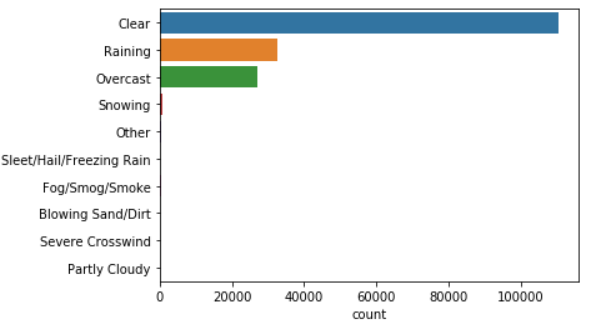 Clear
Raining
Overcast
Snowing
Other
Sleet/Hail/Freezing Rain
Fog/Smog/Smoke
Blowing Sand/Dirt
Severe Crosswind
Partly Cloudy
0 20000 40000 60000 80000 100000
count